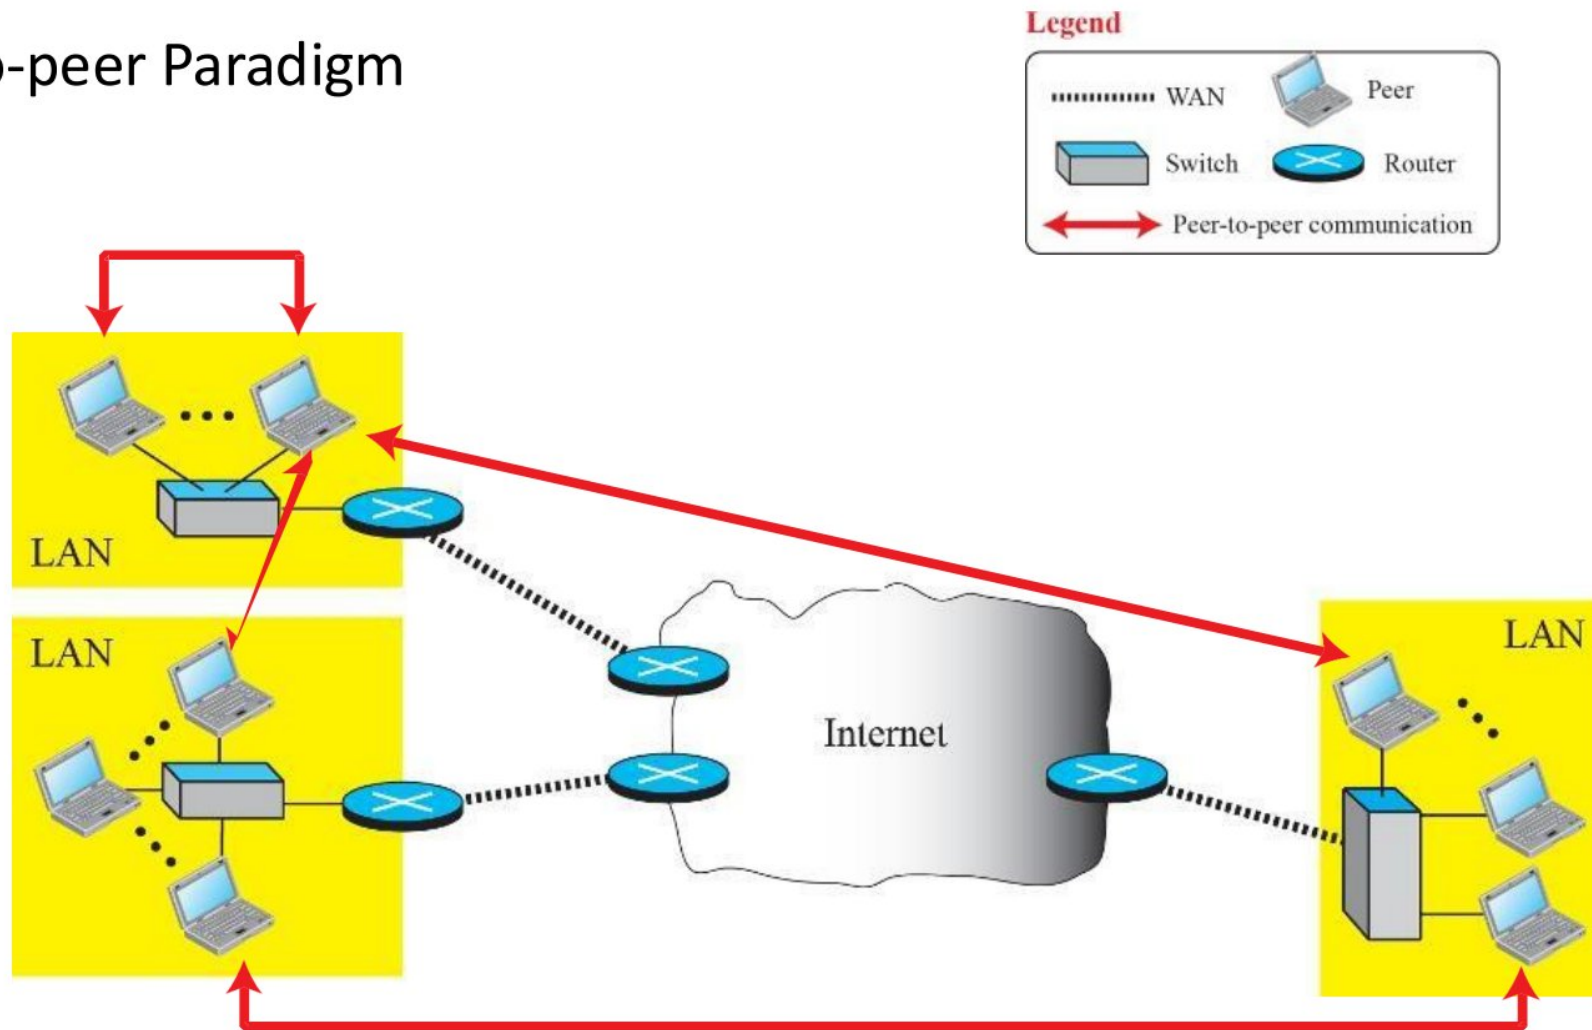 o-peer Paradigm
Legend
WAN
Peer
Switch
Router
Peer-to-peer communication
LAN
LAN
Internet
LAN